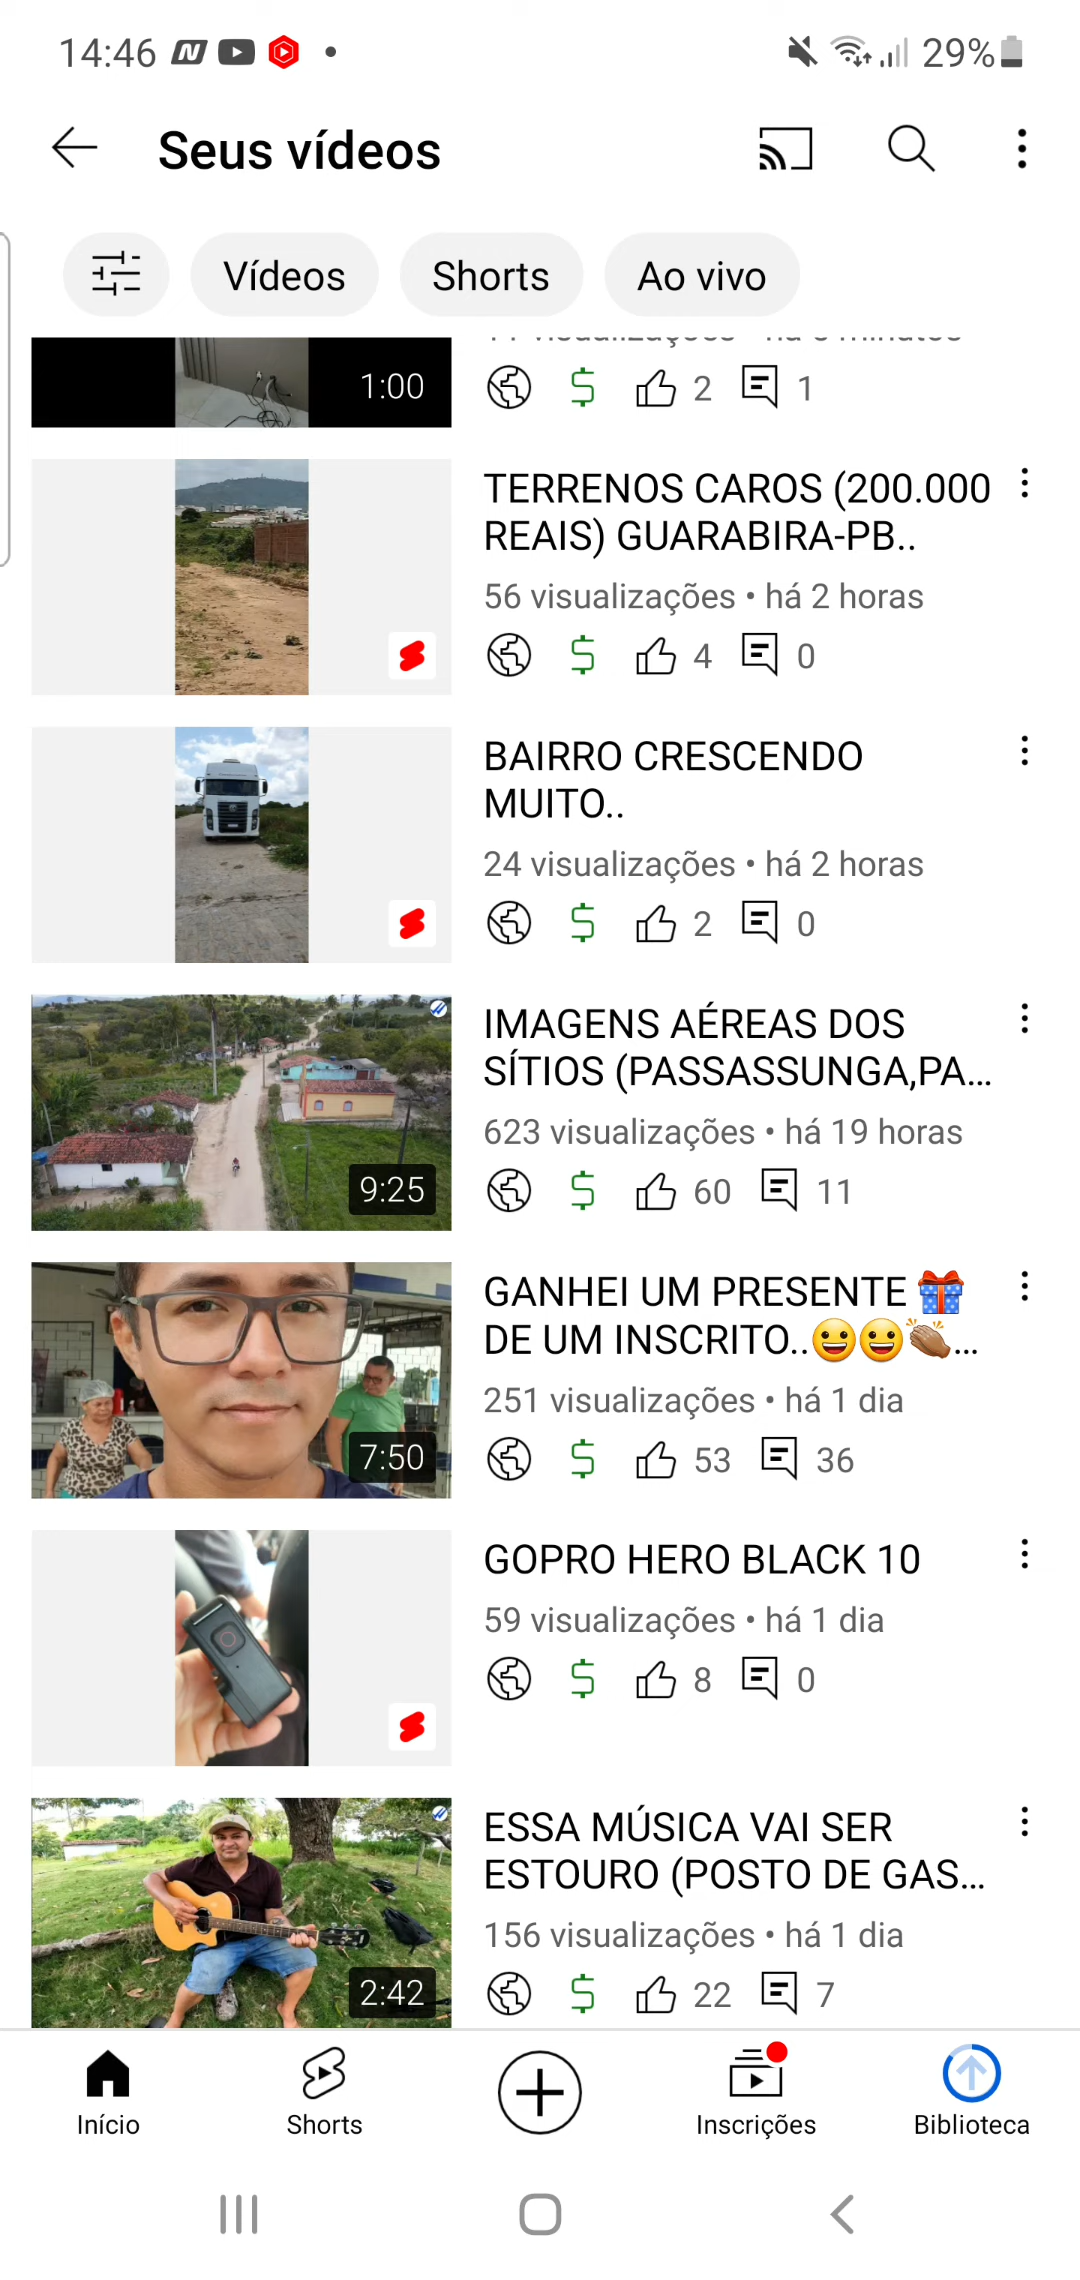 14:46
29%
Seus vídeos
Vídeos
Shorts
Ao vivo
1:00
2
1
TERRENOS CAROS (200.000
REAIS) GUARABIRA-PB..
56 visualizações • há 2 horas
4
0
BAIRRO CRESCENDO
MUITO..
24 visualizações • há 2 horas
2
0
IMAGENS AÉREAS DOS
SÍTIOS (PASSASSUNGA,PA...
623 visualizações • há 19 horas
9:25
60
11
GANHEI UM PRESENTE 🎁
DE UM INSCRITO..😀😀👏🏽...
251 visualizações • há 1 dia
7:50
53
36
GOPRO HERO BLACK 10
59 visualizações • há 1 dia
8
0
ESSA MÚSICA VAI SER
ESTOURO (POSTO DE GAS...
156 visualizações • há 1 dia
2:42
22
7
Início
Shorts
Inscrições
Biblioteca